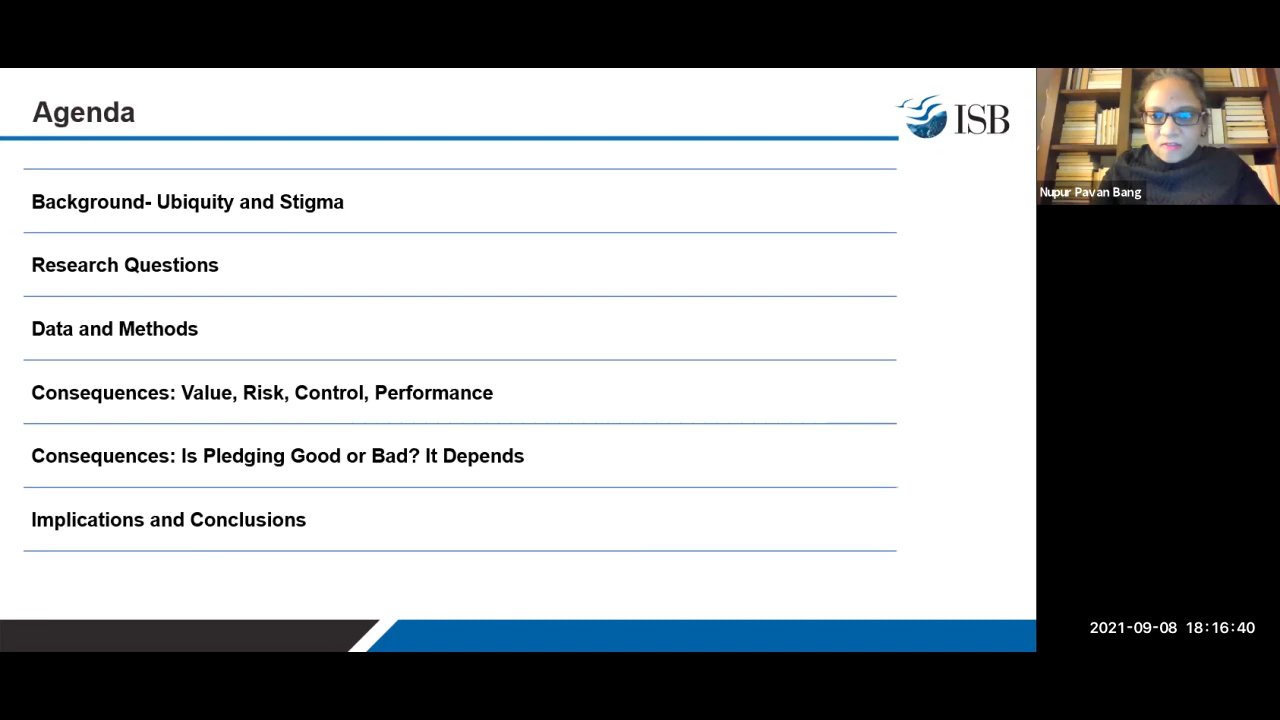 Agenda
ISB
Nupur Pavan Bang
Background- Ubiquity and Stigma
Research Questions
Data and Methods
Consequences: Value, Risk, Control, Performance
Consequences: Is Pledging Good or Bad? It Depends
Implications and Conclusions
2021-09-08 18:16:40